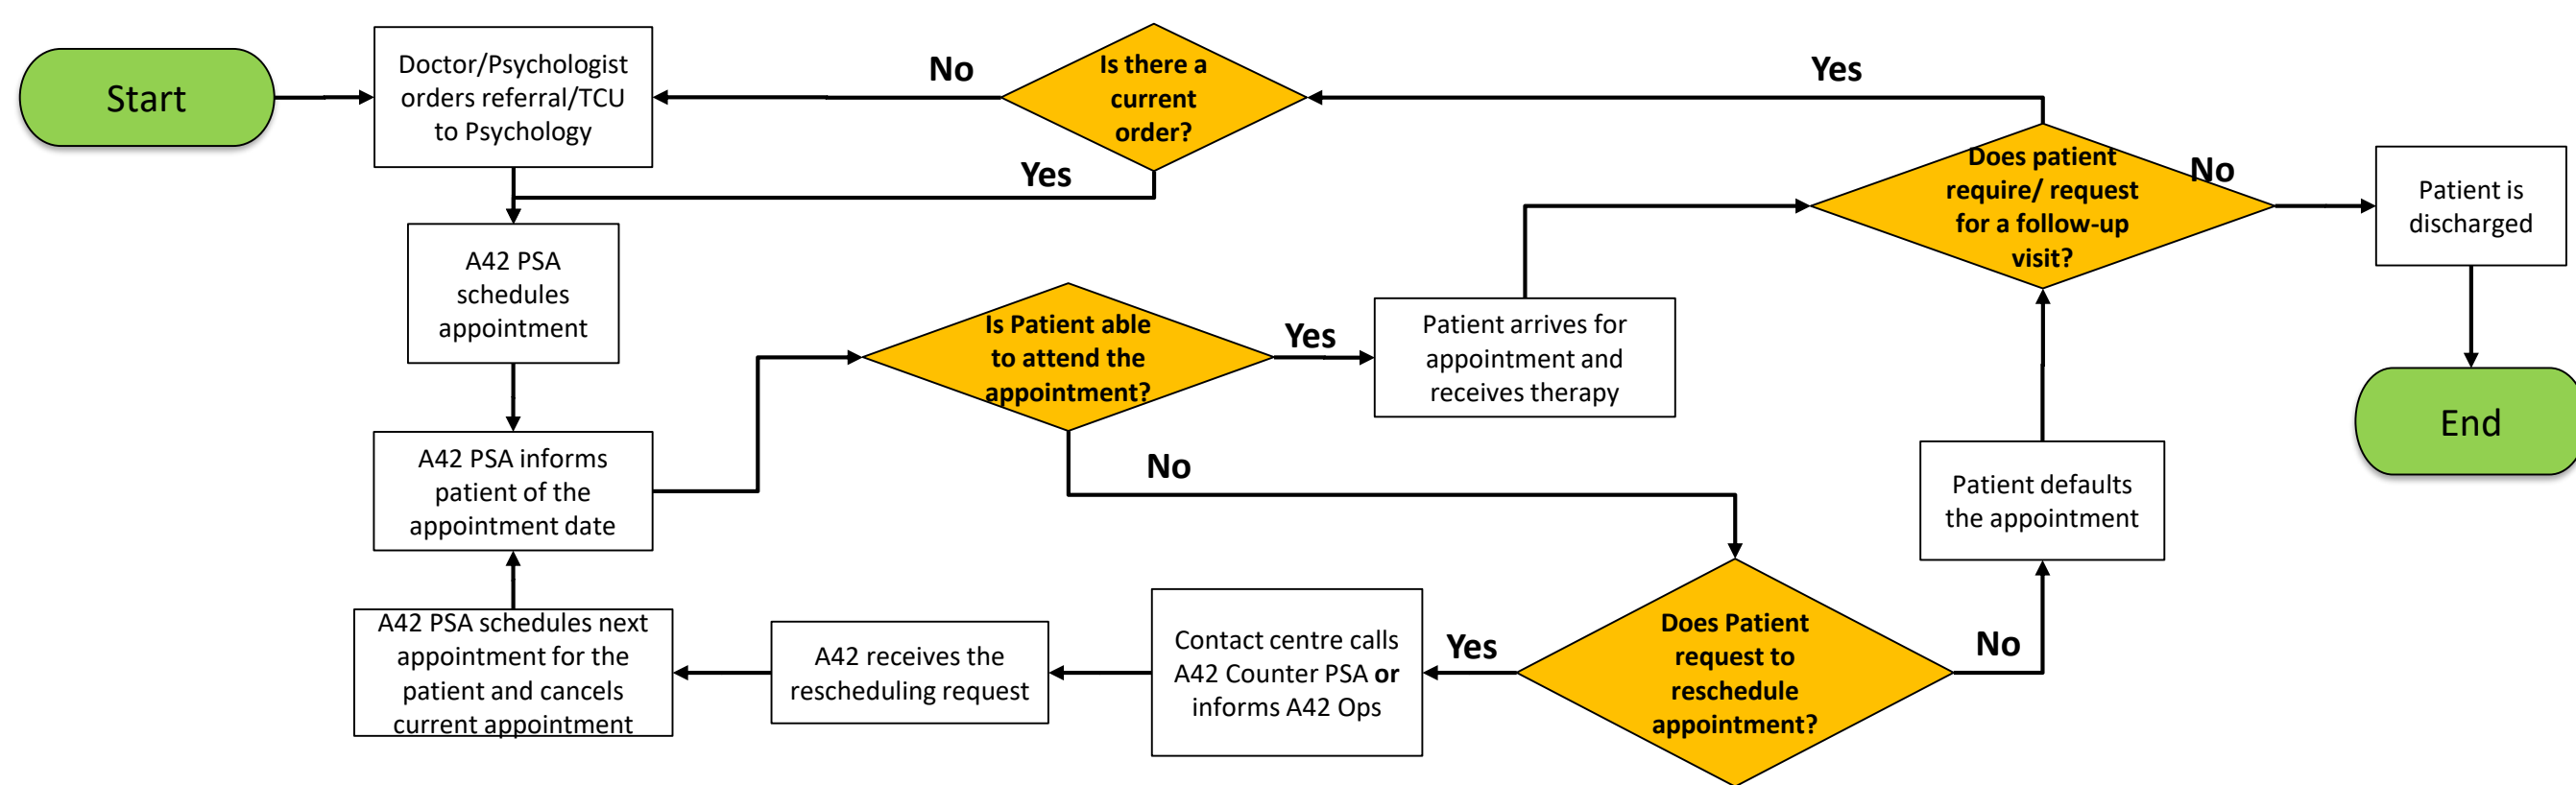 Start
Doctor/Psychologist
orders referral/TCU
to Psychology
No
Is there a
current
order?
Yes
Yes
Does patient
require/ request
for a follow-up
visit?
No
Patient is
discharged
End
A42 PSA
schedules
appointment
A42 PSA informs
patient of the
appointment date
Is Patient able
to attend the
appointment?
Yes
Patient arrives for
appointment and
receives therapy
No
Patient defaults
the appointment
Does Patient
request to
reschedule
appointment?
No
Yes
Contact centre calls
A42 Counter PSA or
informs A42 Ops
A42 receives the
rescheduling request
A42 PSA schedules next
appointment for the
patient and cancels
current appointment